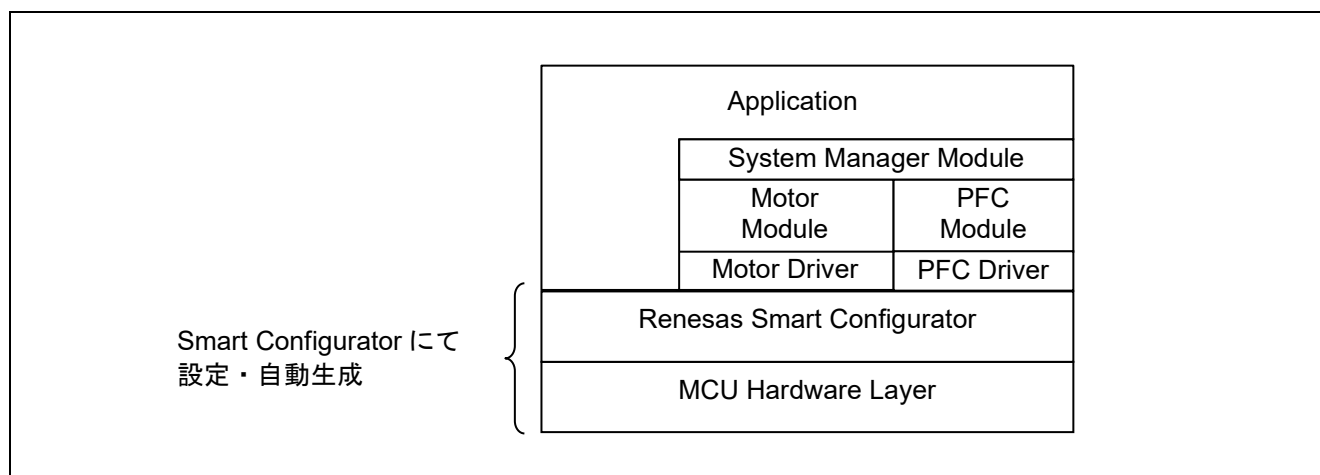 Application
System Manager Module
Motor
Module
PFC
Module
Motor Driver
PFC Driver
Renesas Smart Configurator
MCU Hardware Layer
Smart Configurator にて
設定・自動生成